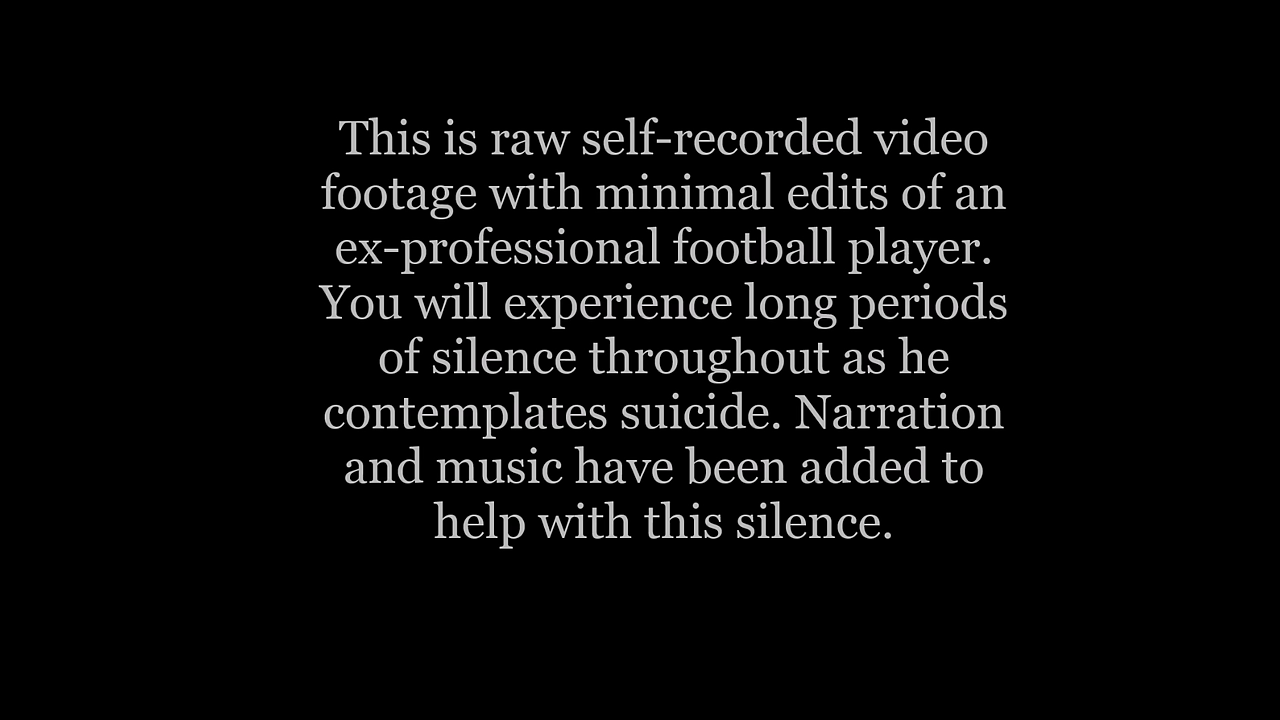 This is raw self-recorded video
footage with minimal edits of an
ex-professional football player.
You will experience long periods
of silence throughout as he
contemplates suicide. Narration
and music have been added to
help with this silence.